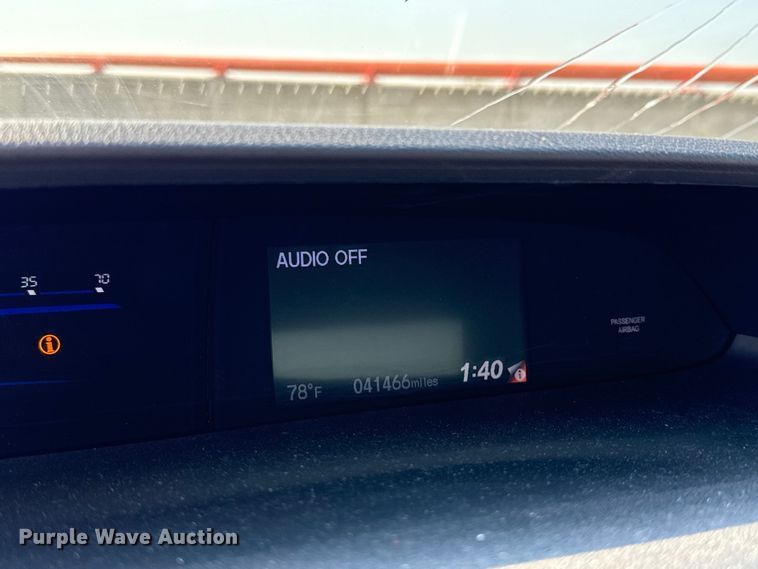 AUDIO OFF
35 70
PASSENGER
AIRBAG
78°F 041466miles 1:40
Purple Wave Auction